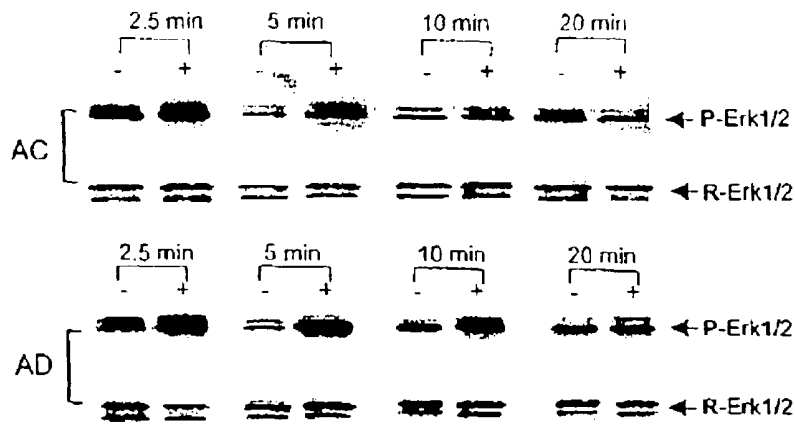 2.5 min 5 min 10 min 20 min
- + - + - + - +
AC
P-Erk1/2
R-Erk1/2
2.5 min 5 min 10 min 20 min
- + - + - + - +
AD
P-Erk1/2
R-Erk1/2